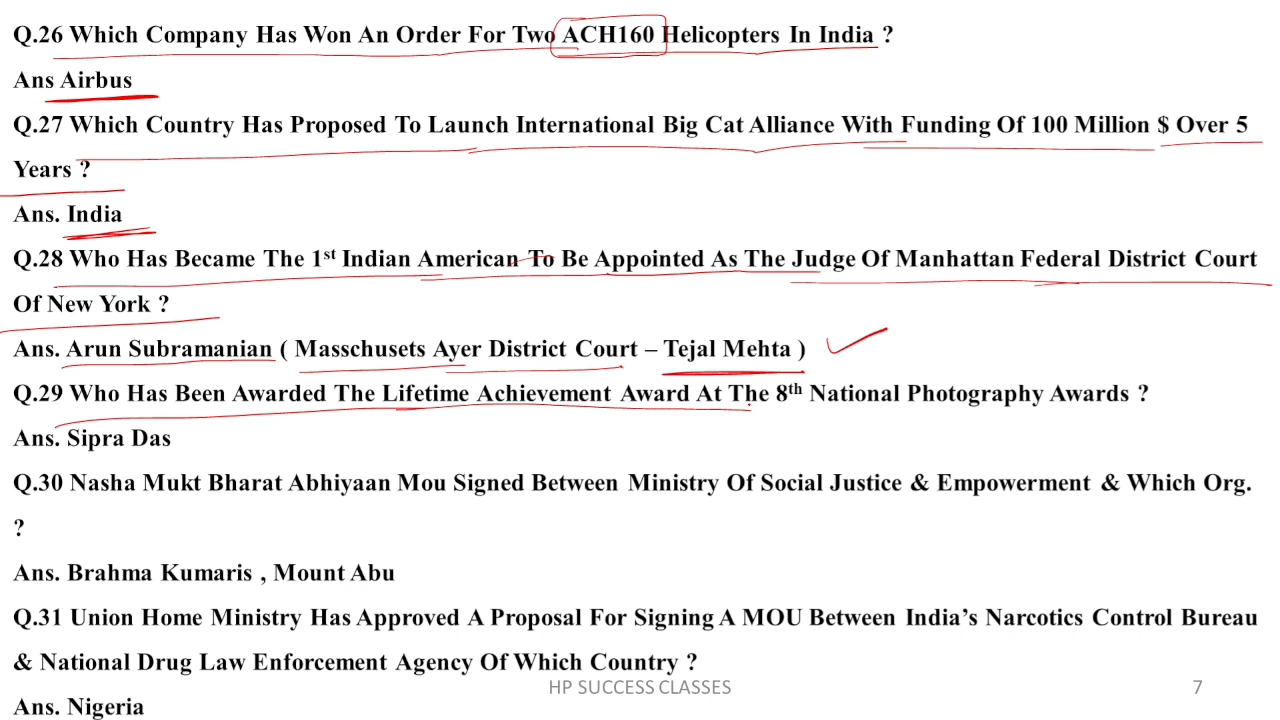 Q.26 Which Company Has Won An Order For Two ACH160 Helicopters In India ?
Ans Airbus
Q.27 Which Country Has Proposed To Launch International Big Cat Alliance With Funding Of 100 Million $ Over 5
Years ?
Ans. India
Q.28 Who Has Became The 1st Indian American To Be Appointed As The Judge Of Manhattan Federal District Court
Of New York ?
Ans. Arun Subramanian ( Masschusets Ayer District Court – Tejal Mehta )
Q.29 Who Has Been Awarded The Lifetime Achievement Award At The 8th National Photography Awards ?
Ans. Sipra Das
Q.30 Nasha Mukt Bharat Abhiyaan Mou Signed Between Ministry Of Social Justice & Empowerment & Which Org.
?
Ans. Brahma Kumaris , Mount Abu
Q.31 Union Home Ministry Has Approved A Proposal For Signing A MOU Between India’s Narcotics Control Bureau
& National Drug Law Enforcement Agency Of Which Country ?
HP SUCCESS CLASSES 7
Ans. Nigeria